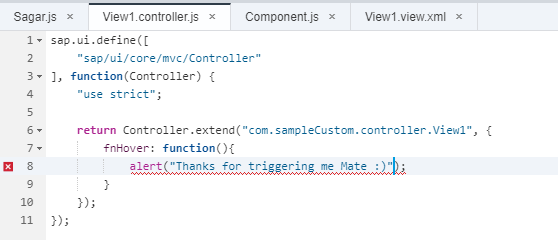 Sagar.js × View1.controller.js × Component.js × View1.view.xml ×
1 sap.ui.define([
2 "sap/ui/core/mvc/Controller"
3 ], function(Controller) {
4 "use strict";
5
6 return Controller.extend("com.sampleCustom.controller.View1", {
7 fnHover: function(){
8 alert("Thanks for triggering me Mate :)");
9 }
10 });
11 });